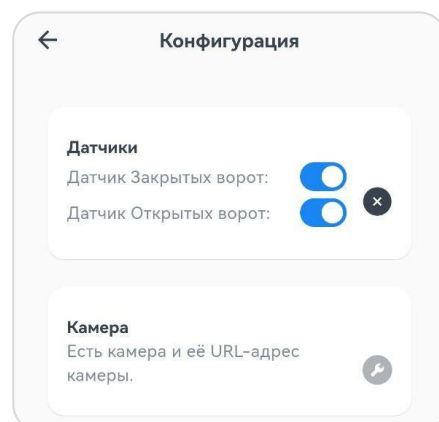 Конфигурация
Датчики
Датчик Закрытых ворот:
Датчик Открытых ворот:
Камера
Есть камера и её URL-адрес
камеры.